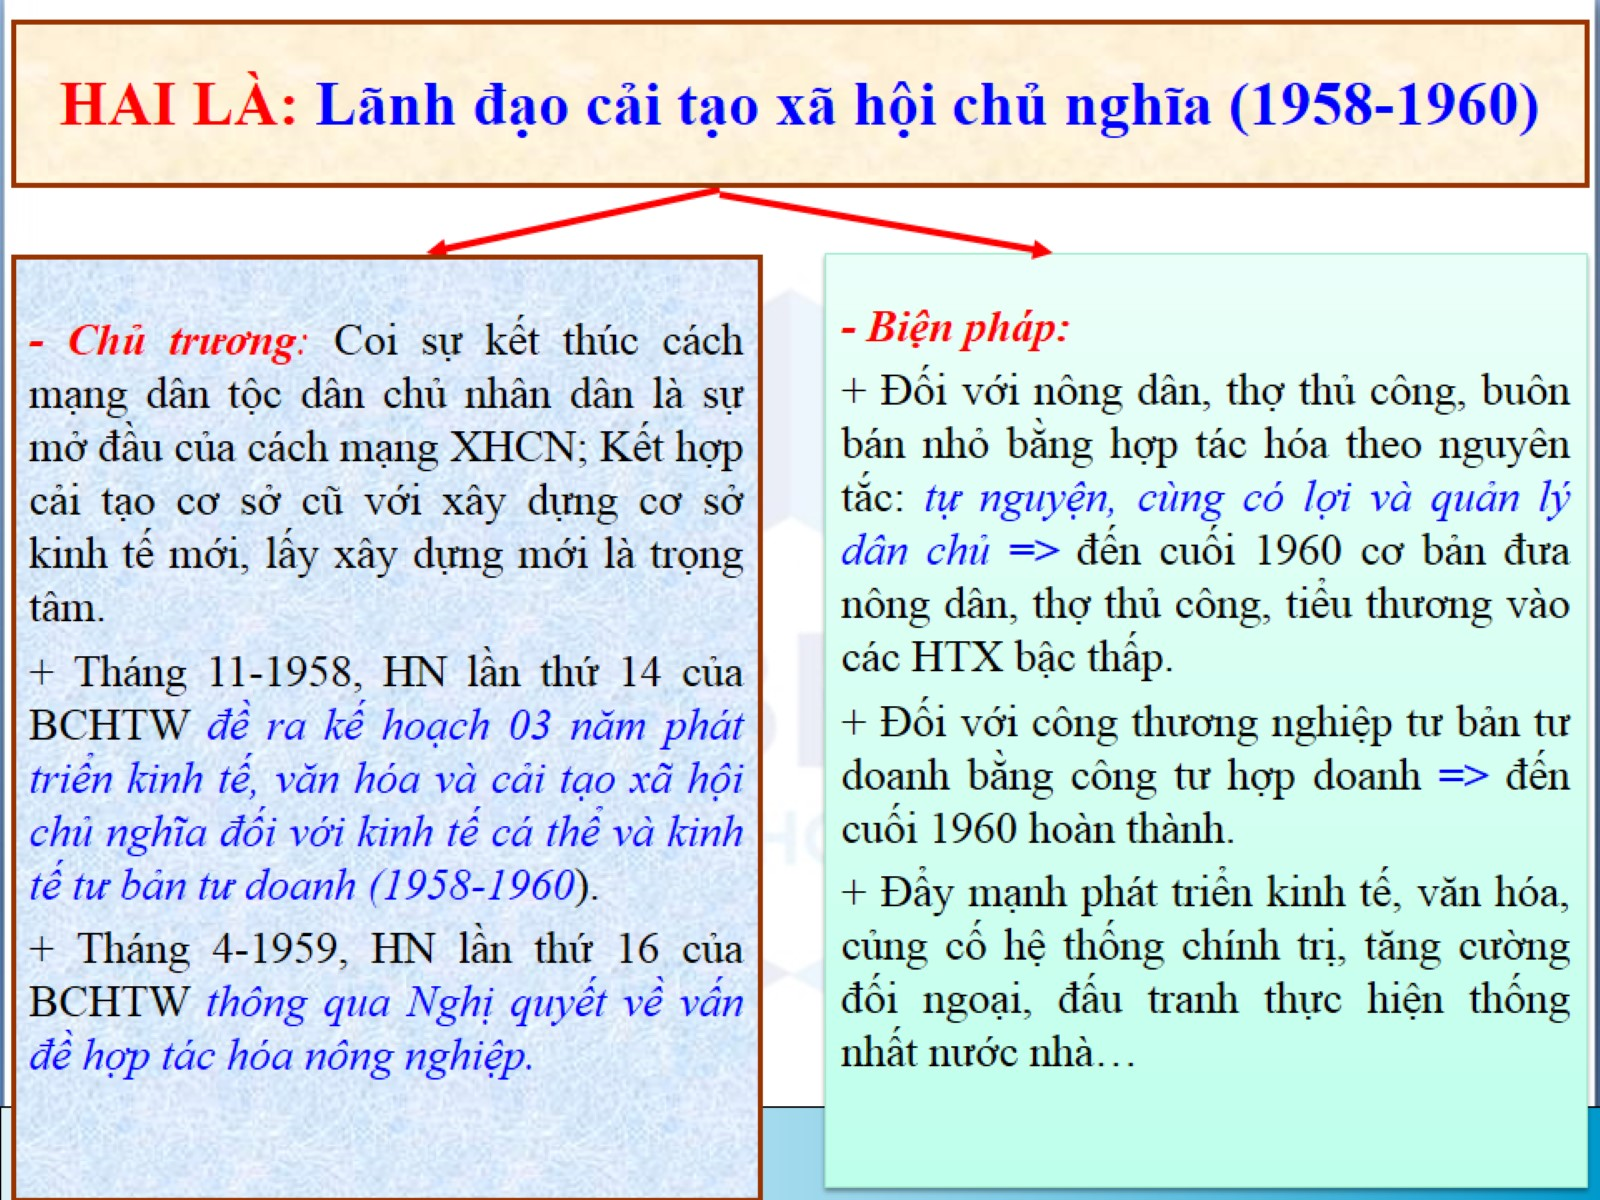 HAI LÀ: Lãnh đạo cải tạo xã hội chủ nghĩa (1958-1960)
- Chủ trương: Coi sự kết thúc cách
mạng dân tộc dân chủ nhân dân là sự
mở đầu của cách mạng XHCN; Kết hợp
cải tạo cơ sở cũ với xây dựng cơ sở
kinh tế mới, lấy xây dựng mới là trọng
tâm.
+ Tháng 11-1958, HN lần thứ 14 của
BCHTW đề ra kế hoạch 03 năm phát
triển kinh tế, văn hóa và cải tạo xã hội
chủ nghĩa đối với kinh tế cá thể và kinh
tế tư bản tư doanh (1958-1960).
+ Tháng 4-1959, HN lần thứ 16 của
BCHTW thông qua Nghị quyết về vấn
đề hợp tác hóa nông nghiệp.
- Biện pháp:
+ Đối với nông dân, thợ thủ công, buôn
bán nhỏ bằng hợp tác hóa theo nguyên
tắc: tự nguyện, cùng có lợi và quản lý
dân chủ => đến cuối 1960 cơ bản đưa
nông dân, thợ thủ công, tiểu thương vào
các HTX bậc thấp.
+ Đối với công thương nghiệp tư bản tư
doanh bằng công tư hợp doanh => đến
cuối 1960 hoàn thành.
+ Đẩy mạnh phát triển kinh tế, văn hóa,
củng cố hệ thống chính trị, tăng cường
đối ngoại, đấu tranh thực hiện thống
nhất nước nhà…